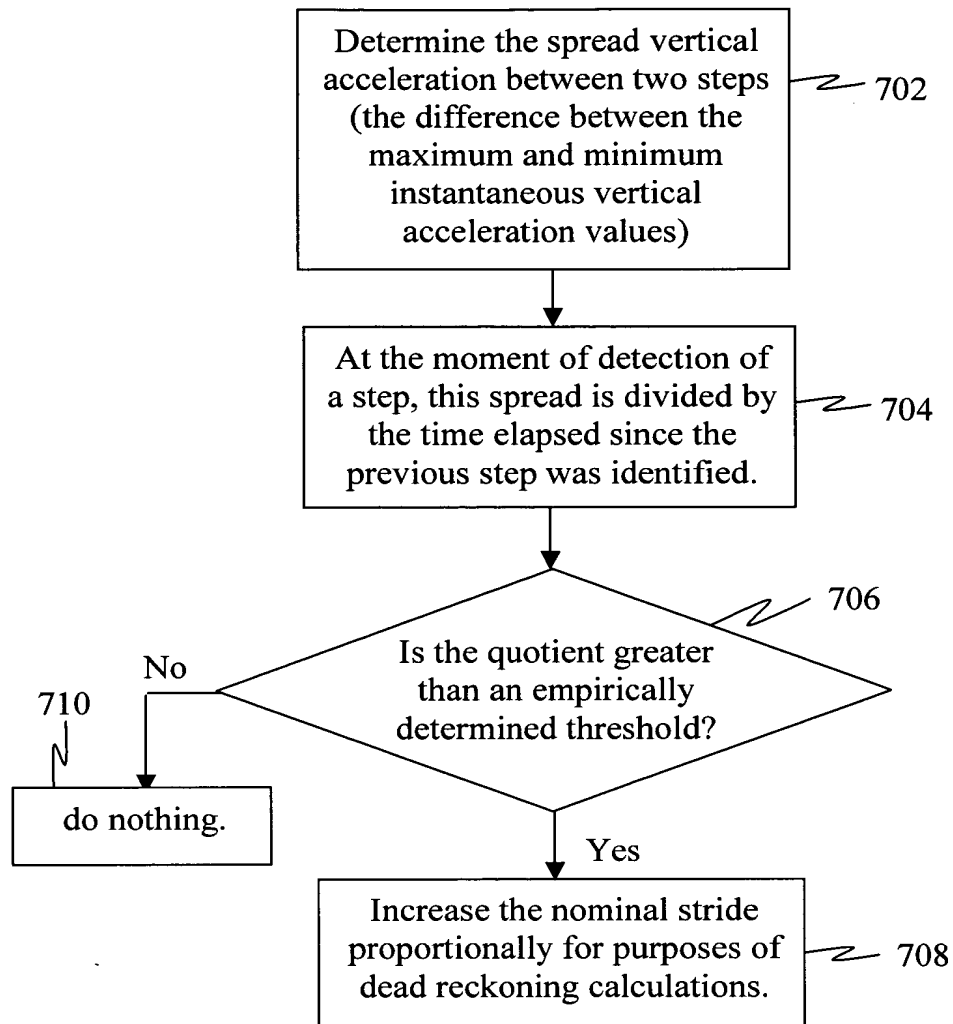 Determine the spread vertical
acceleration between two steps
(the difference between the
maximum and minimum
instantaneous vertical
acceleration values)
702
At the moment of detection of
a step, this spread is divided by
the time elapsed since the
previous step was identified.
704
706
Is the quotient greater
than an empirically
determined threshold?
No
710
do nothing.
Yes
Increase the nominal stride
proportionally for purposes of
dead reckoning calculations.
708